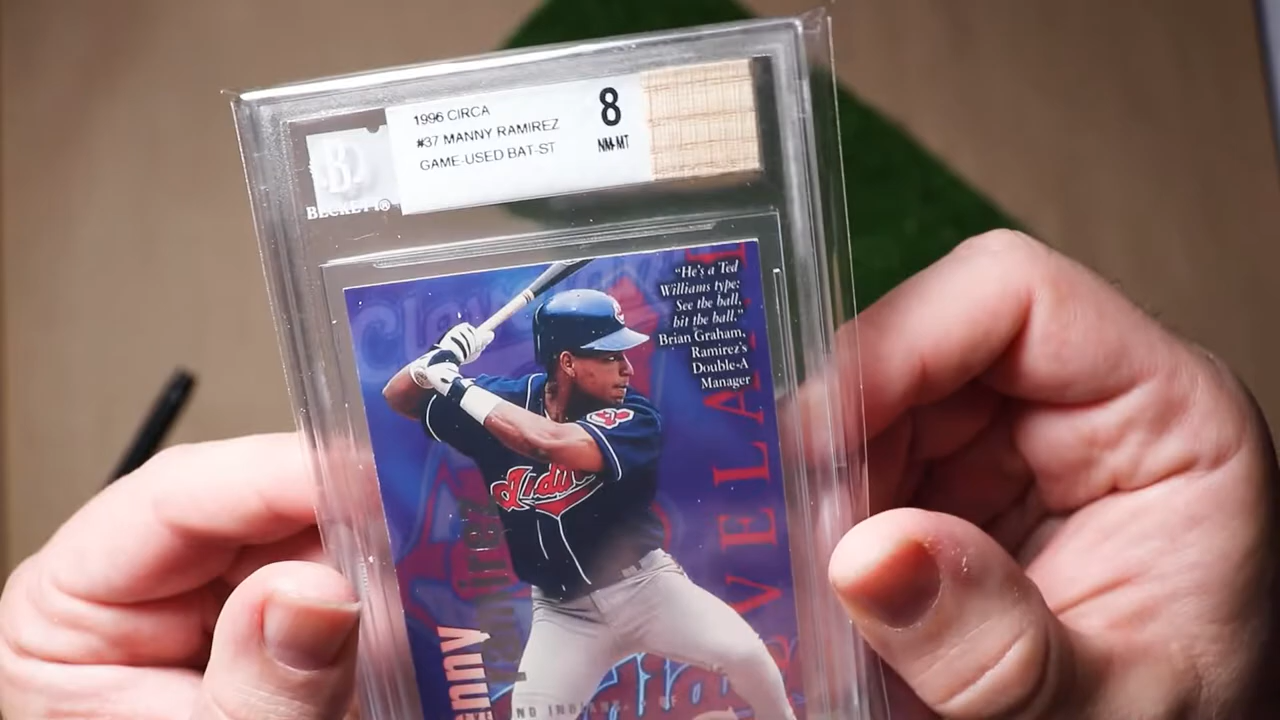 1996 CIRCA
#37 MANNY RAMIREZ
GAME-USED BAT-ST
8
NM-MT
BECKETT®
"He's a Ted
Williams type:
See the ball,
hit the ball."
Brian Graham,
Ramirez's
Double-A
Manager
Indians